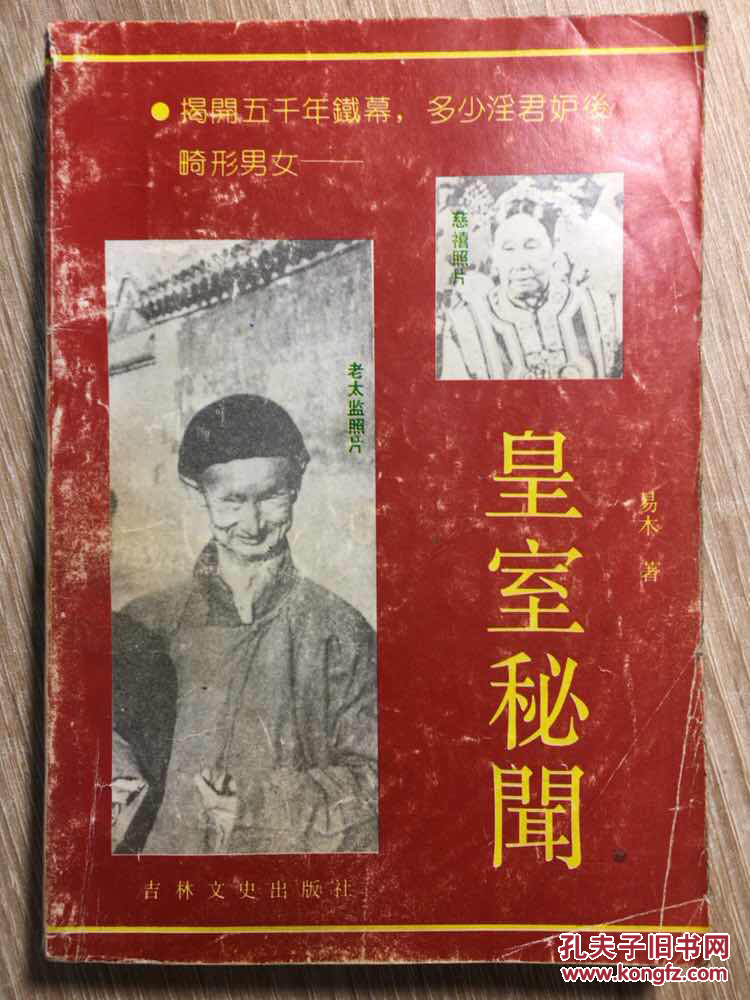 ● 揭開五千年鐵幕，多少淫君妒後
畸形男女——
慈禧照片
老太监照片
皇室秘聞
易木 著
吉林文史出版社
孔夫子旧书网
www.kongfz.com